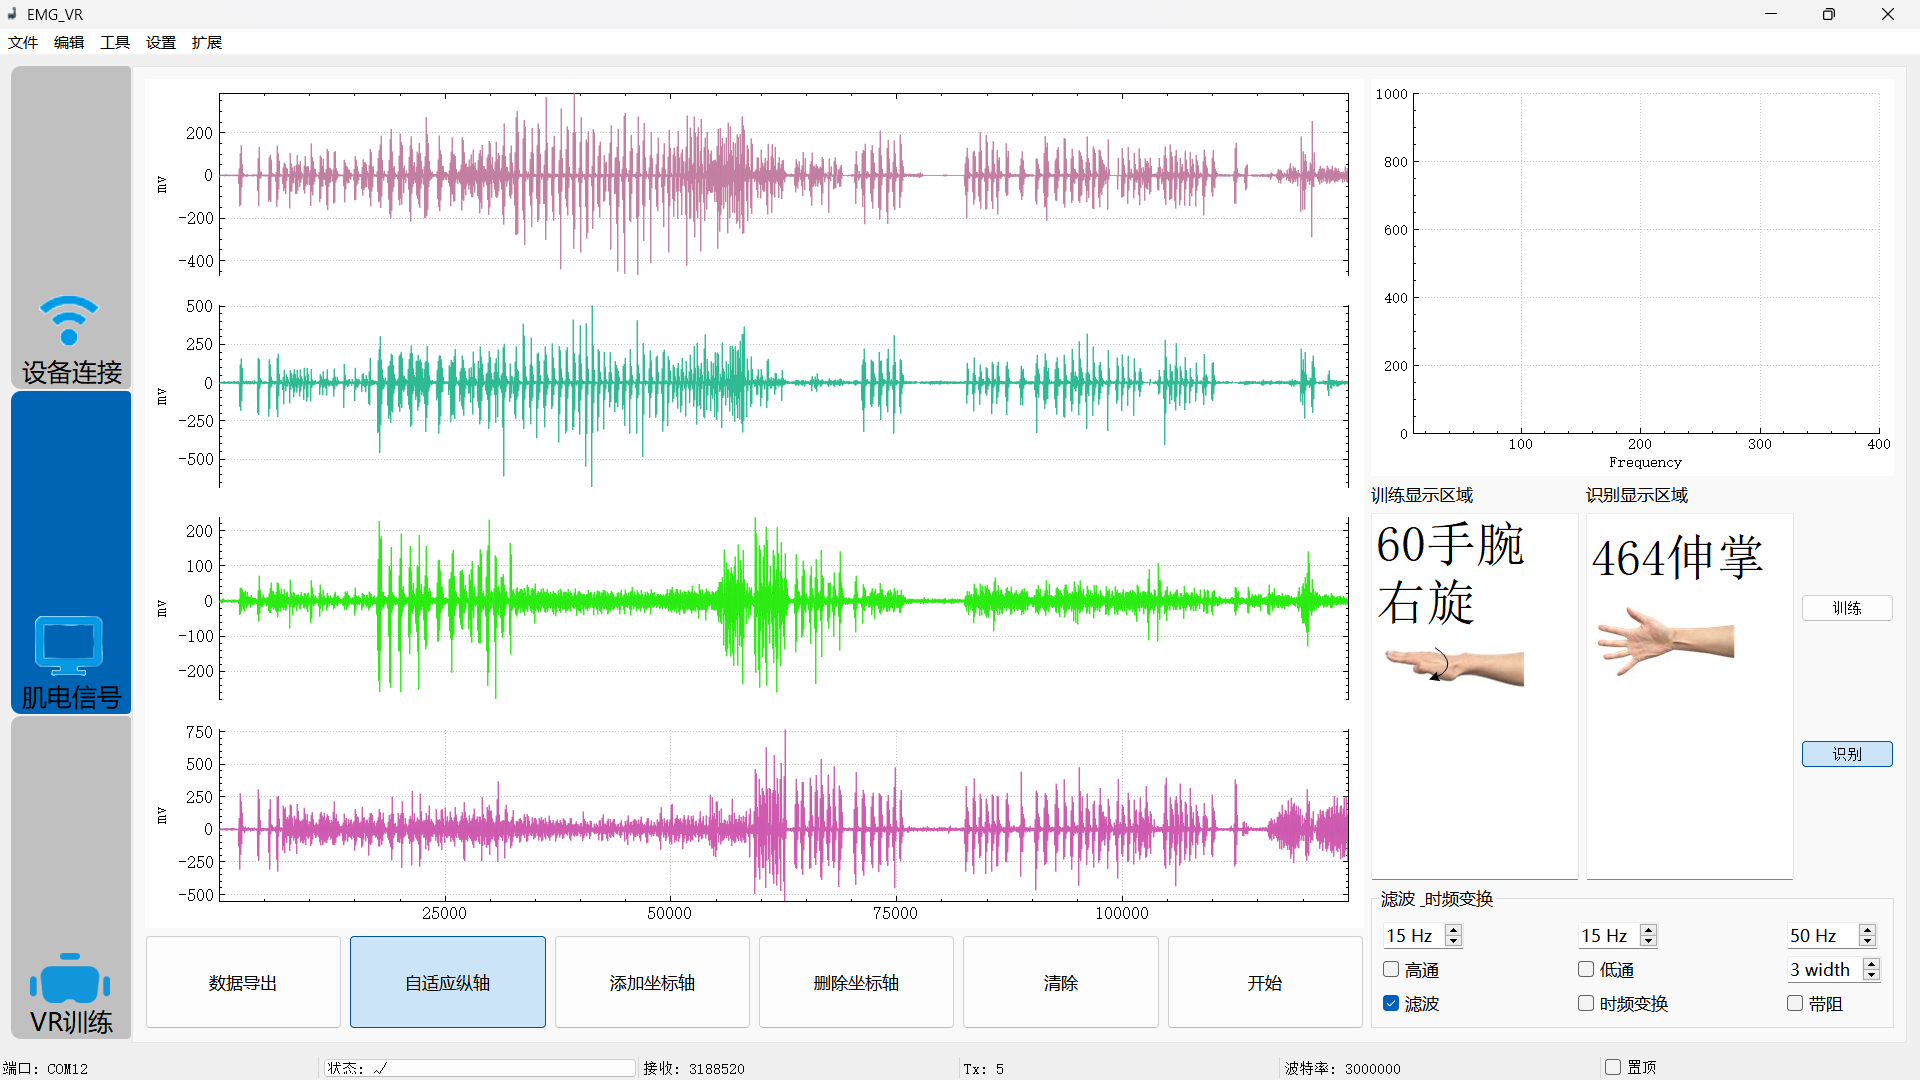 EMG_VR
文件 编辑 工具 设置 扩展
设备连接
肌电信号
VR训练
200
0
-200
-400
mv
500
250
0
-250
-500
mv
200
100
0
-100
-200
mv
750
500
250
0
-250
-500
mv
25000 50000 75000 100000
数据导出 自适应纵轴 添加坐标轴 删除坐标轴 清除 开始
1000
800
600
400
200
0
100 200 300 400
Frequency
训练显示区域 识别显示区域
60手腕
右旋
464伸掌
训练
识别
滤波_时频变换
15 Hz 15 Hz 50 Hz
高通 低通 3 width
滤波 时频变换 带阻
端口: COM12 状态: ✓ 接收: 3188520 Tx: 5 波特率: 3000000 置顶